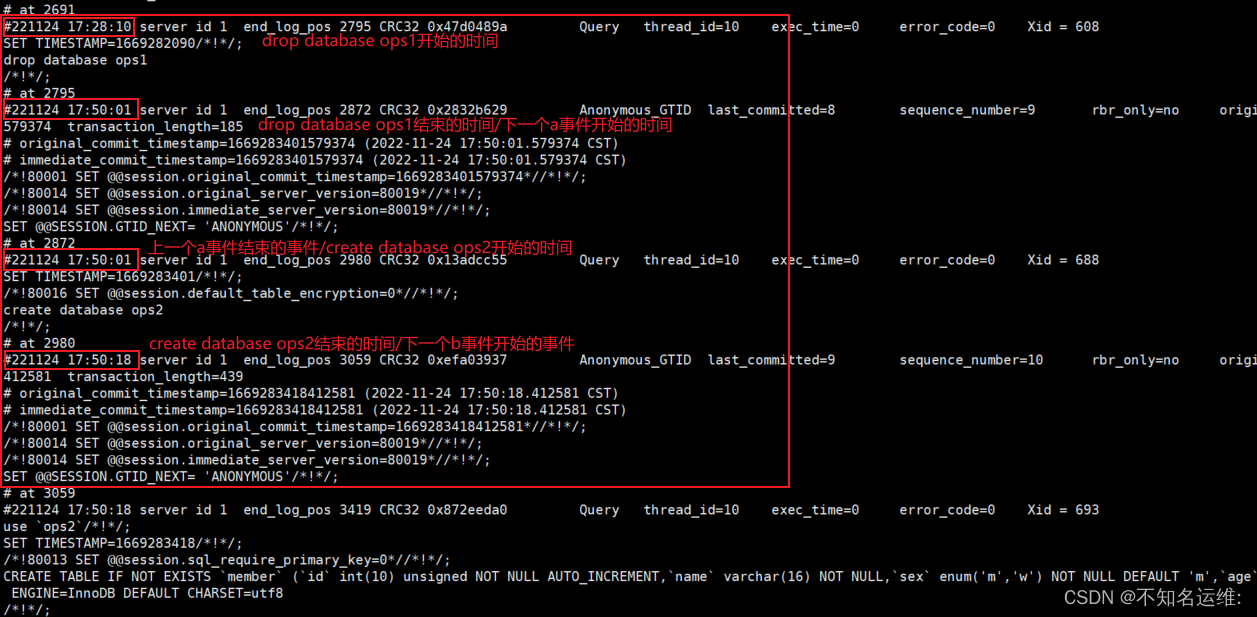 # at 2691
#221124 17:28:10 server id 1  end_log_pos 2795 CRC32 0x47d0489a         Query   thread_id=10    exec_time=0     error_code=0    Xid = 608
SET TIMESTAMP=1669282090/*!*/;  drop database ops1开始的时间
drop database ops1
/*!*/;
# at 2795
#221124 17:50:01 server id 1  end_log_pos 2872 CRC32 0x2832b629         Anonymous_GTID  last_committed=8        sequence_number=9       rbr_only=no     origi
579374  transaction_length=185  drop database ops1结束的时间/下一个a事件开始的时间
# original_commit_timestamp=1669283401579374 (2022-11-24 17:50:01.579374 CST)
# immediate_commit_timestamp=1669283401579374 (2022-11-24 17:50:01.579374 CST)
/*!80001 SET @@session.original_commit_timestamp=1669283401579374*//*!*/;
/*!80014 SET @@session.original_server_version=80019*//*!*/;
/*!80014 SET @@session.immediate_server_version=80019*//*!*/;
SET @@SESSION.GTID_NEXT= 'ANONYMOUS'/*!*/;
# at 2872  上一个a事件结束的事件/create database ops2开始的时间
#221124 17:50:01 server id 1  end_log_pos 2980 CRC32 0x13adcc55         Query   thread_id=10    exec_time=0     error_code=0    Xid = 688
SET TIMESTAMP=1669283401/*!*/;
/*!80016 SET @@session.default_table_encryption=0*//*!*/;
create database ops2
/*!*/;
# at 2980  create database ops2结束的时间/下一个b事件开始的事件
#221124 17:50:18 server id 1  end_log_pos 3059 CRC32 0xefa03937         Anonymous_GTID  last_committed=9        sequence_number=10      rbr_only=no     origi
412581  transaction_length=439
# original_commit_timestamp=1669283418412581 (2022-11-24 17:50:18.412581 CST)
# immediate_commit_timestamp=1669283418412581 (2022-11-24 17:50:18.412581 CST)
/*!80001 SET @@session.original_commit_timestamp=1669283418412581*//*!*/;
/*!80014 SET @@session.original_server_version=80019*//*!*/;
/*!80014 SET @@session.immediate_server_version=80019*//*!*/;
SET @@SESSION.GTID_NEXT= 'ANONYMOUS'/*!*/;
# at 3059
#221124 17:50:18 server id 1  end_log_pos 3419 CRC32 0x872eeda0         Query   thread_id=10    exec_time=0     error_code=0    Xid = 693
use `ops2`/*!*/;
SET TIMESTAMP=1669283418/*!*/;
/*!80013 SET @@session.sql_require_primary_key=0*//*!*/;
CREATE TABLE IF NOT EXISTS `member` (`id` int(10) unsigned NOT NULL AUTO_INCREMENT,`name` varchar(16) NOT NULL,`sex` enum('m','w') NOT NULL DEFAULT 'm',`age`
 ENGINE=InnoDB DEFAULT CHARSET=utf8
/*!*/;
CSDN @不知名运维: